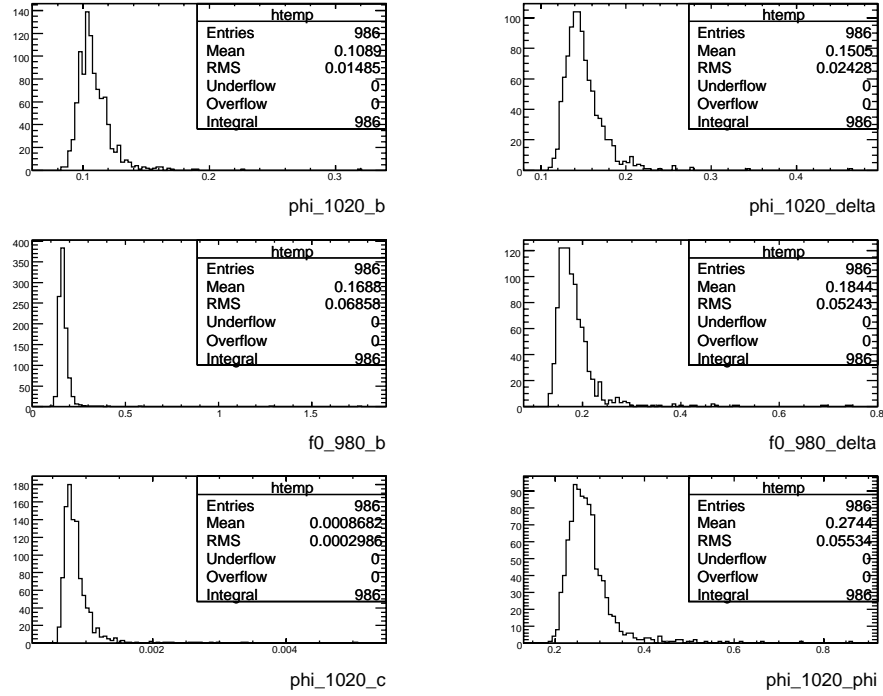 htemp
Entries 986
Mean 0.1089
RMS 0.01485
Underflow 0
Overflow 0
Integral 986
140
120
100
80
60
40
20
0
0.1 0.2 0.3
phi_1020_b
htemp
Entries 986
Mean 0.1505
RMS 0.02428
Underflow 0
Overflow 0
Integral 986
100
80
60
40
20
0
0.1 0.2 0.3 0.4
phi_1020_delta
htemp
Entries 986
Mean 0.1688
RMS 0.06858
Underflow 0
Overflow 0
Integral 986
400
350
300
250
200
150
100
50
0
0 0.5 1 1.5
f0_980_b
htemp
Entries 986
Mean 0.1844
RMS 0.05243
Underflow 0
Overflow 0
Integral 986
120
100
80
60
40
20
0
0.2 0.4 0.6 0.8
f0_980_delta
htemp
Entries 986
Mean 0.0008682
RMS 0.0002986
Underflow 0
Overflow 0
Integral 986
180
160
140
120
100
80
60
40
20
0
0.002 0.004
phi_1020_c
htemp
Entries 986
Mean 0.2744
RMS 0.05534
Underflow 0
Overflow 0
Integral 986
90
80
70
60
50
40
30
20
10
0
0.2 0.4 0.6 0.8
phi_1020_phi